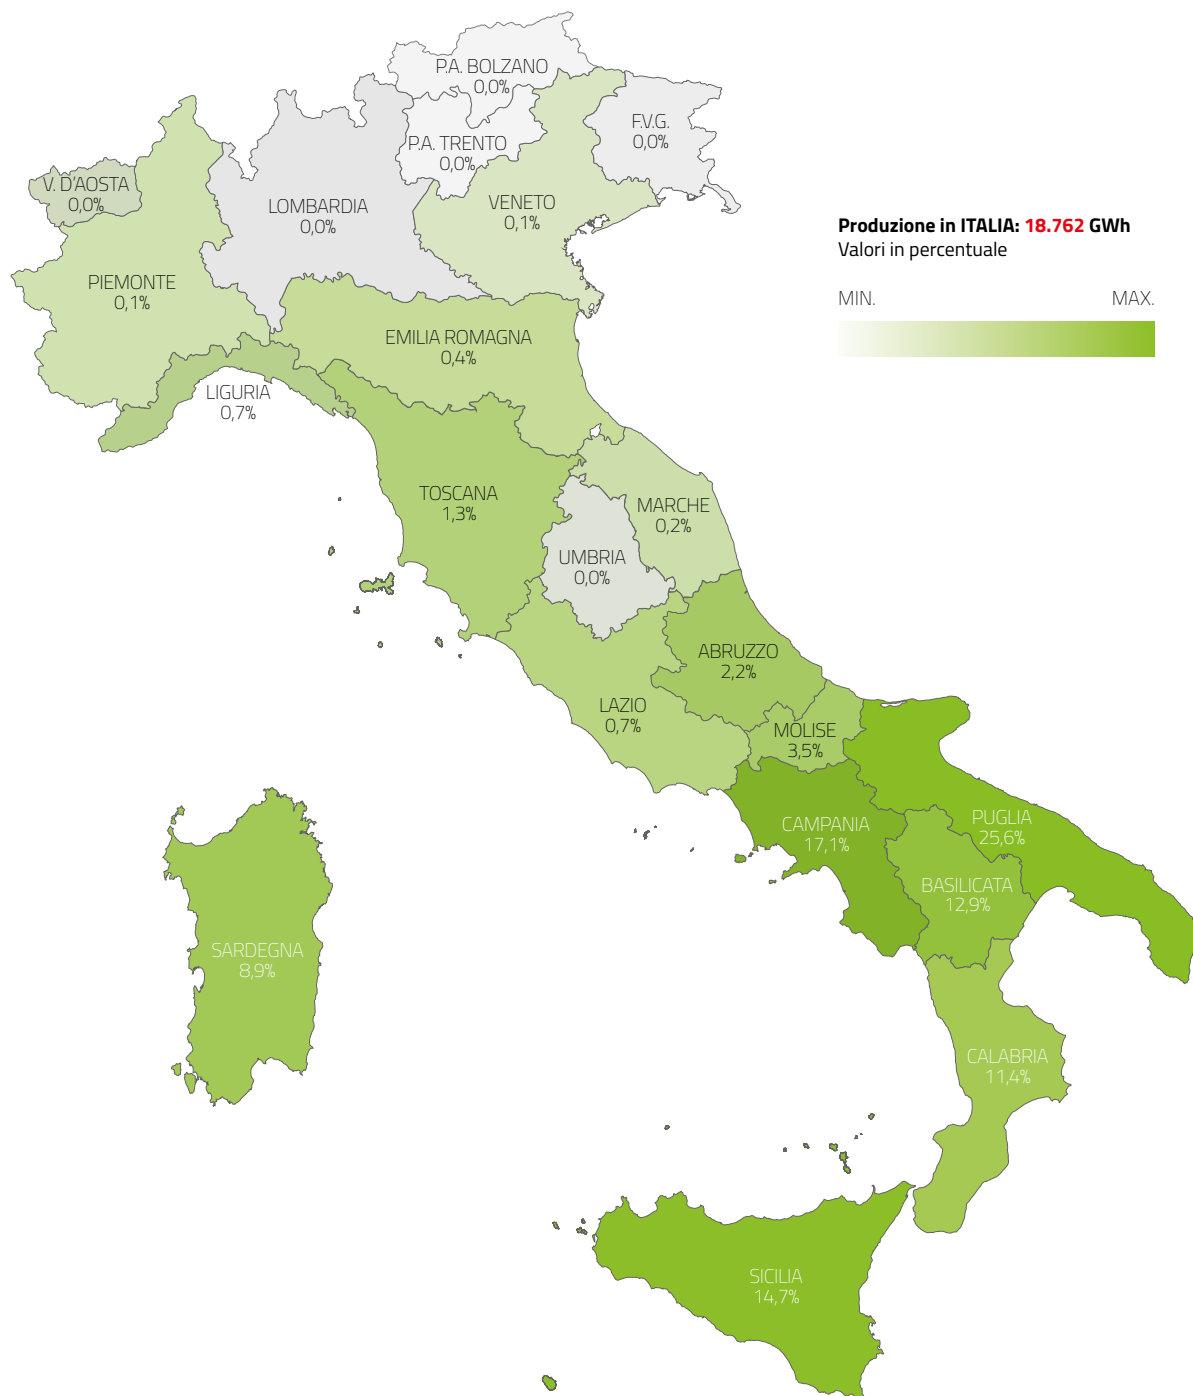 P.A. BOLZANO
0,0%
F.V.G.
0,0%
P.A. TRENTO
0,0%
V. D'AOSTA
0,0%
LOMBARDIA
0,0%
VENETO
0,1%
Produzione in ITALIA: 18.762 GWh
Valori in percentuale
MIN.
MAX.
PIEMONTE
0,1%
EMILIA ROMAGNA
0,4%
LIGURIA
0,7%
TOSCANA
1,3%
MARCHE
0,2%
UMBRIA
0,0%
ABRUZZO
2,2%
LAZIO
0,7%
MOLISE
3,5%
CAMPANIA
17,1%
PUGLIA
25,6%
BASILICATA
12,9%
SARDEGNA
8,9%
CALABRIA
11,4%
SICILIA
14,7%